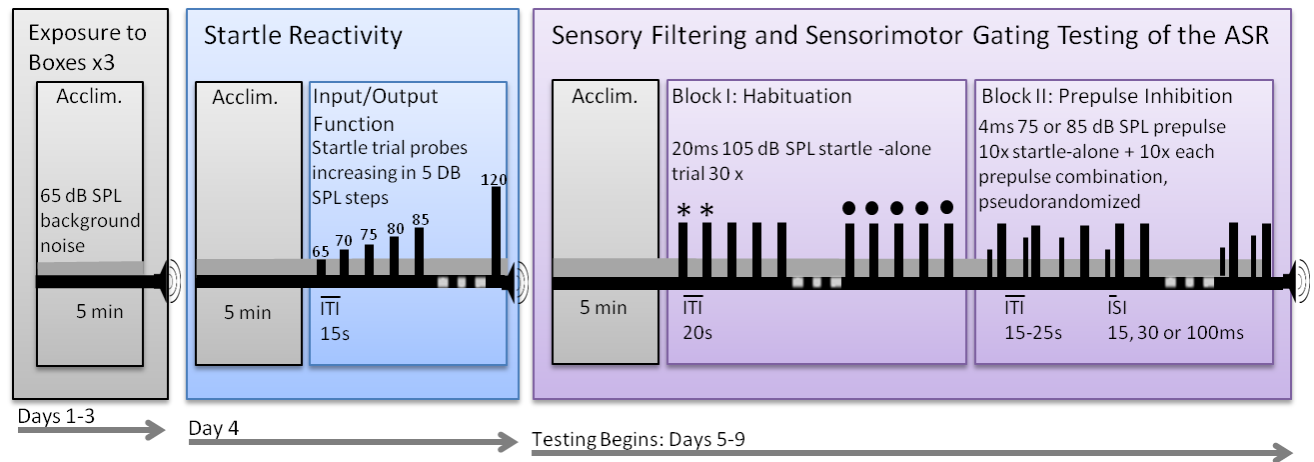 Exposure to
Boxes x3
Acclim.
65 dB SPL
background
noise
5 min
Days 1-3
Startle Reactivity
Acclim.
5 min
Input/Output
Function
Startle trial probes
increasing in 5 DB
SPL steps
65
70
75
80
85
120
ITI
15s
Day 4
Sensory Filtering and Sensorimotor Gating Testing of the ASR
Acclim.
5 min
Block I: Habituation
20ms 105 dB SPL startle -alone
trial 30 x
* *
ITI
20s
Block II: Prepulse Inhibition
4ms 75 or 85 dB SPL prepulse
10x startle-alone + 10x each
prepulse combination,
pseudorandomized
ITI
15-25s
ISI
15, 30 or 100ms
Testing Begins: Days 5-9